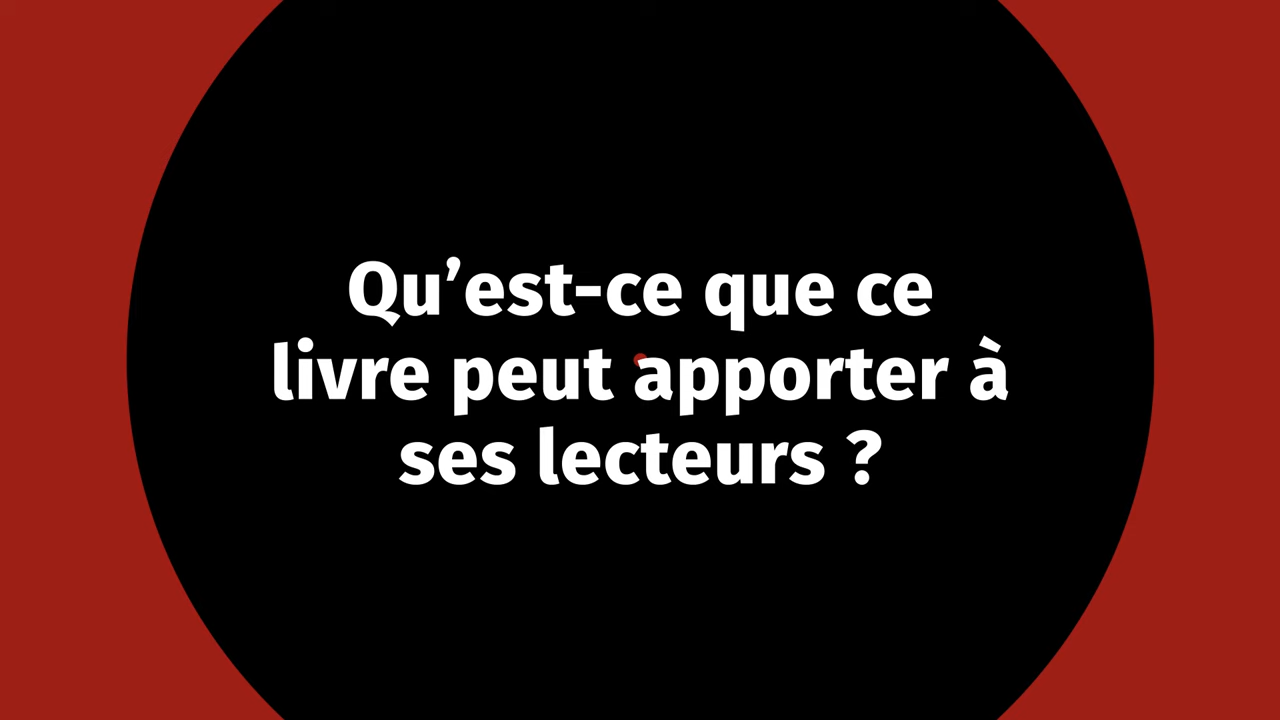 Qu’est-ce que ce
livre peut apporter à
ses lecteurs ?